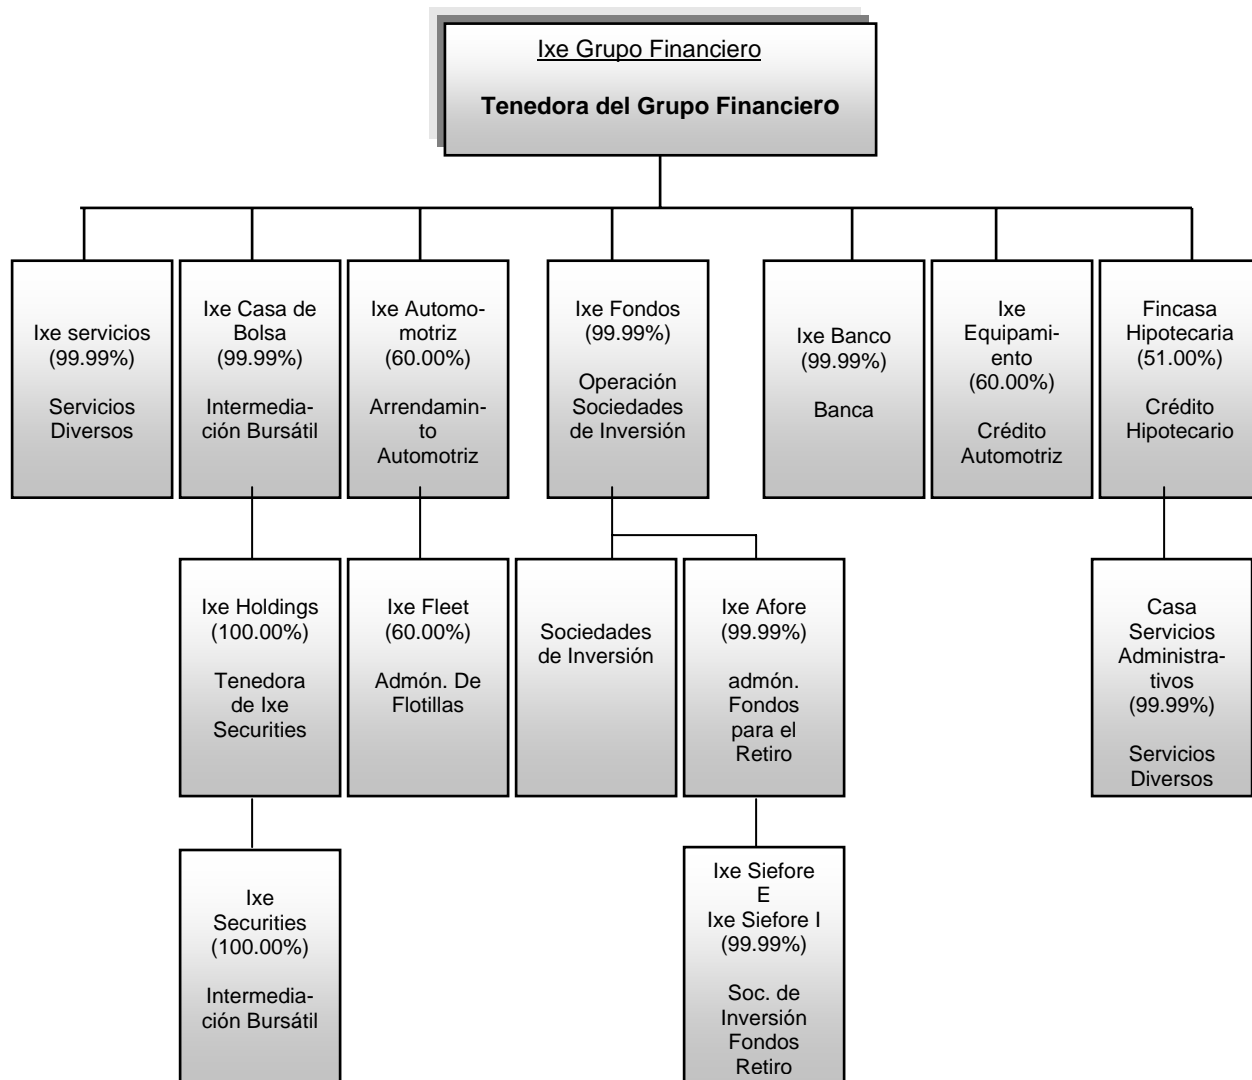 Ixe Grupo Financiero
Tenedora del Grupo Financiero
Ixe servicios
(99.99%)
Servicios
Diversos
Ixe Casa de
Bolsa
(99.99%)
Intermedia-
ción Bursátil
Ixe Automo-
motriz
(60.00%)
Arrendamin-
to
Automotriz
Ixe Fondos
(99.99%)
Operación
Sociedades
de Inversión
Ixe Banco
(99.99%)
Banca
Ixe
Equipami-
ento
(60.00%)
Crédito
Automotriz
Fincasa
Hipotecaria
(51.00%)
Crédito
Hipotecario
Ixe Holdings
(100.00%)
Tenedora
de Ixe
Securities
Ixe Fleet
(60.00%)
Admón. De
Flotillas
Sociedades
de Inversión
Ixe Afore
(99.99%)
admón.
Fondos
para el
Retiro
Casa
Servicios
Administra-
tivos
(99.99%)
Servicios
Diversos
Ixe
Securities
(100.00%)
Intermedia-
ción Bursátil
Ixe Siefore
E
Ixe Siefore I
(99.99%)
Soc. de
Inversión
Fondos
Retiro